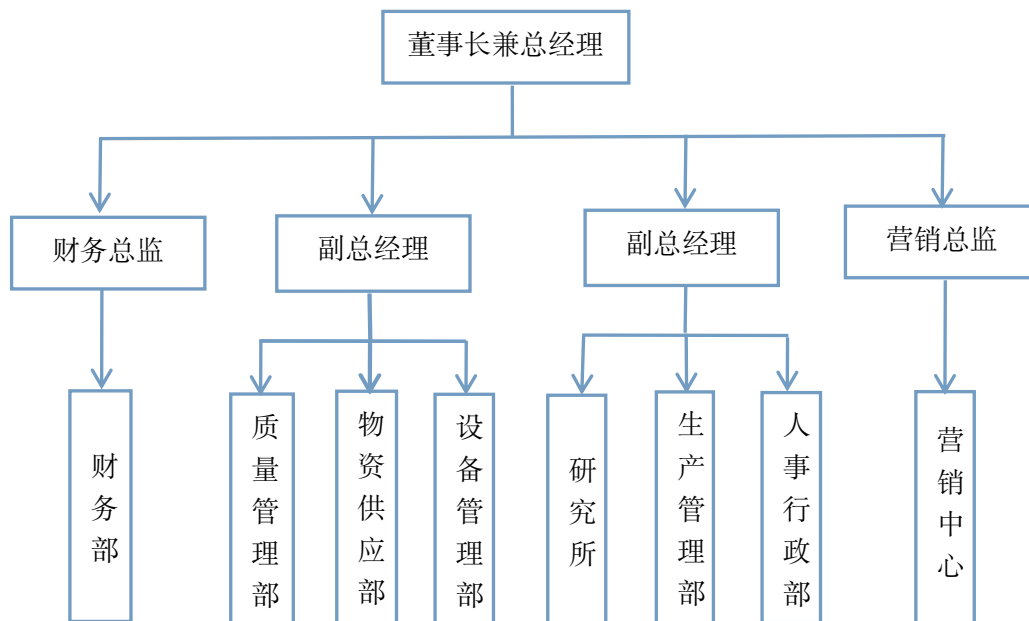 董事长兼总经理
财务总监
副总经理
副总经理
营销总监
财务部
质量管理部
物资供应部
设备管理部
研究所
生产管理部
人事行政部
营销中心